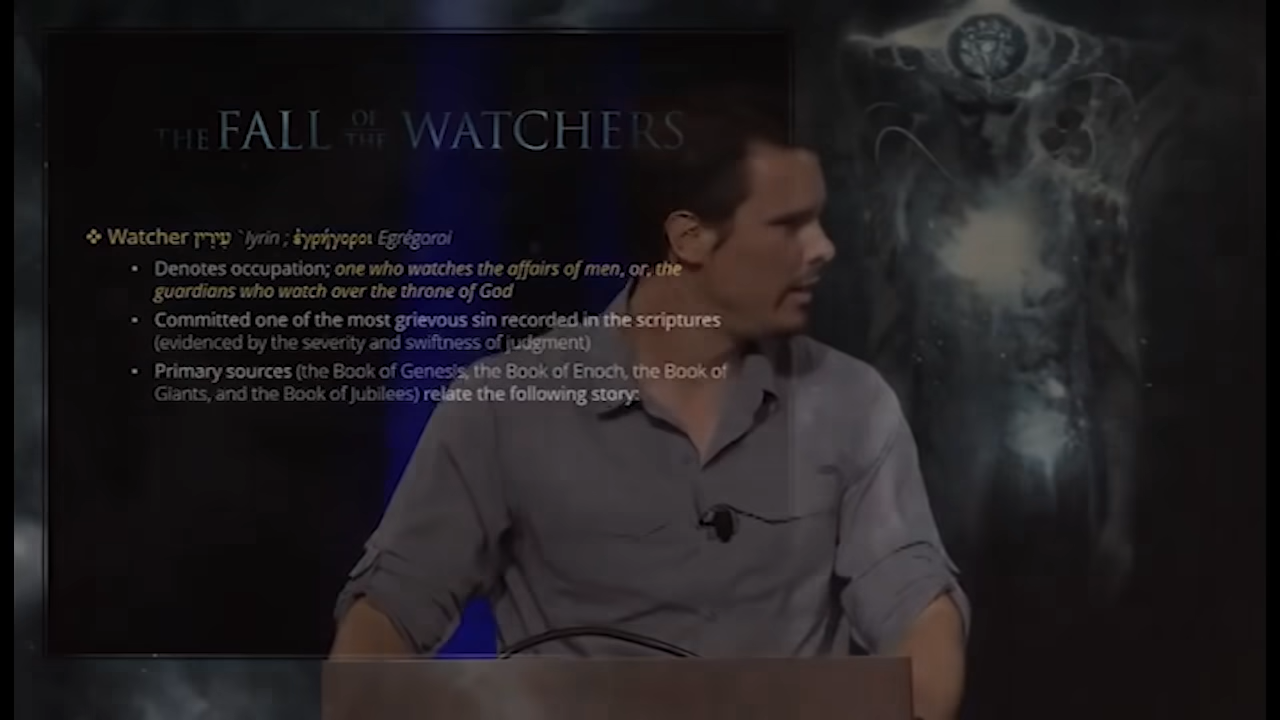 THE FALL OF THE WATCHERS
❖ Watcher עִירִין `Iyrin ; ἐγρήγοροι Egrégoroi
• Denotes occupation; one who watches the affairs of men, or, the
guardians who watch over the throne of God
• Committed one of the most grievous sin recorded in the scriptures
(evidenced by the severity and swiftness of judgment)
• Primary sources (the Book of Genesis, the Book of Enoch, the Book of
Giants, and the Book of Jubilees) relate the following story: